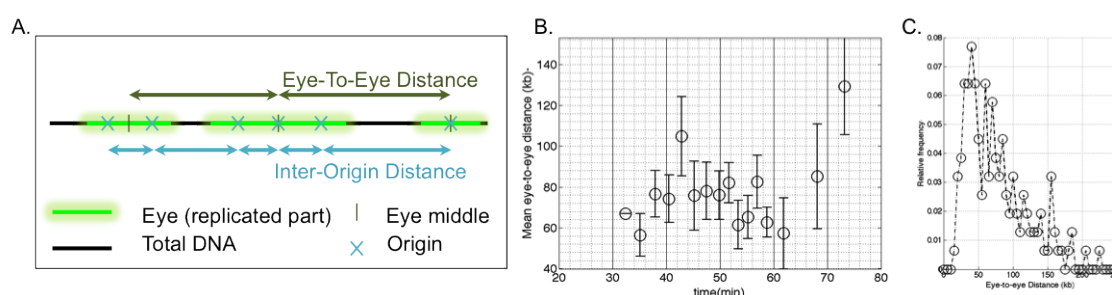 A.
Eye-To-Eye Distance
Inter-Origin Distance
Eye (replicated part)
Eye middle
Total DNA
Origin
B.
Mean eye-to-eye distance (kb)-
140
120
100
80
60
40
20
30
40
50
60
70
80
time(min)
C.
Relative frequency
0.08
0.07
0.06
0.05
0.04
0.03
0.02
0.01
0
0
50
100
150
200
Eye-to-eye Distance (kb)